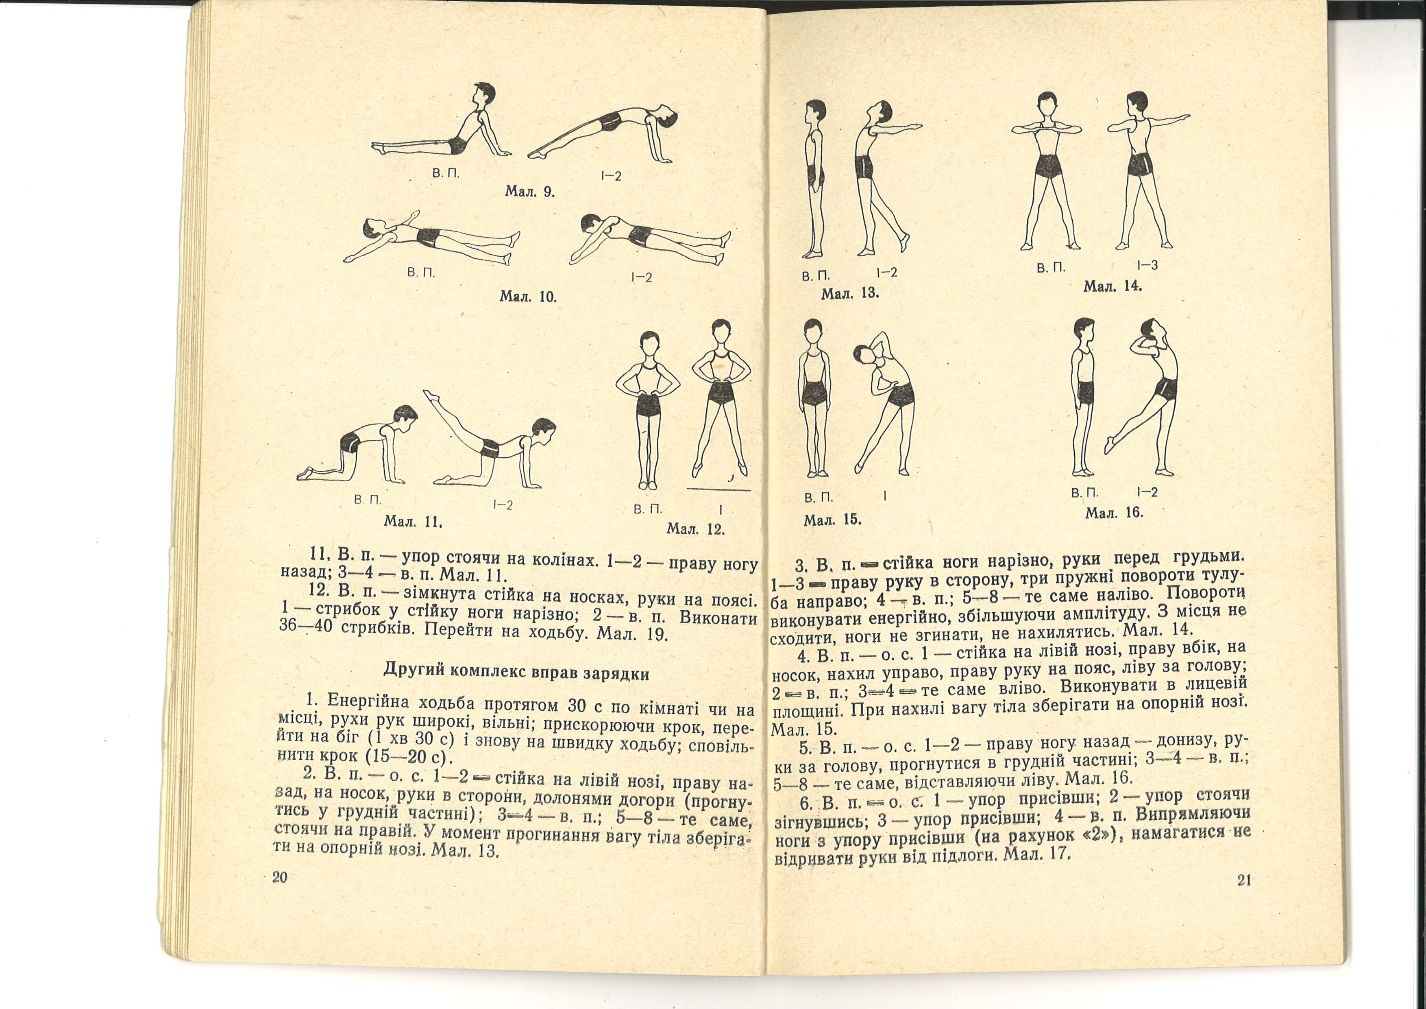 В. П.
1—2
Мал. 9.
В. П.
1—2
Мал. 10.
В. П.
1—2
Мал. 11.
В. П.
1
Мал. 12.
11. В. п. — упор стоячи на колінах. 1—2 — праву ногу
назад; 3—4 — в. п. Мал. 11.
12. В. п. — зімкнута стійка на носках, руки на поясі.
1 — стрибок у стійку ноги нарізно; 2 — в. п. Виконати
36—40 стрибків. Перейти на ходьбу. Мал. 19.
Другий комплекс вправ зарядки
1. Енергійна ходьба протягом 30 с по кімнаті чи на
місці, рухи рук широкі, вільні; прискорюючи крок, пере-
йти на біг (1 хв 30 с) і знову на швидку ходьбу; сповіль-
нити крок (15—20 с).
2. В. п. — о. с. 1—2 — стійка на лівій нозі, праву на-
зад, на носок, руки в сторони, долонями догори (прогну-
тись у грудній частині); 3—4 — в. п.; 5—8 — те саме,
стоячи на правій. У момент прогинання вагу тіла зберіга-
ти на опорній нозі. Мал. 13.
20
В. П.
1—2
Мал. 13.
В. П.
1—3
Мал. 14.
В. П.
1
Мал. 15.
В. П.
1—2
Мал. 16.
3. В. п. — стійка ноги нарізно, руки перед грудьми.
1—3 — праву руку в сторону, три пружні повороти тулу-
ба направо; 4 — в. п.; 5—8 — те саме наліво. Повороти
виконувати енергійно, збільшуючи амплітуду. З місця не
сходити, ноги не згинати, не нахилятись. Мал. 14.
4. В. п. — о. с. 1 — стійка на лівій нозі, праву вбік, на
носок, нахил управо, праву руку на пояс, ліву за голову;
2 — в. п.; 3—4 — те саме вліво. Виконувати в лицевій
площині. При нахилі вагу тіла зберігати на опорній нозі.
Мал. 15.
5. В. п. — о. с. 1—2 — праву ногу назад — донизу, ру-
ки за голову, прогнутися в грудній частині; 3—4 — в. п.;
5—8 — те саме, відставляючи ліву. Мал. 16.
6. В. п. — о. с. 1 — упор присівши; 2 — упор стоячи
зігнувшись; 3 — упор присівши; 4 — в. п. Випрямляючи
ноги з упору присівши (на рахунок «2»), намагатися не
відривати руки від підлоги. Мал. 17.
21